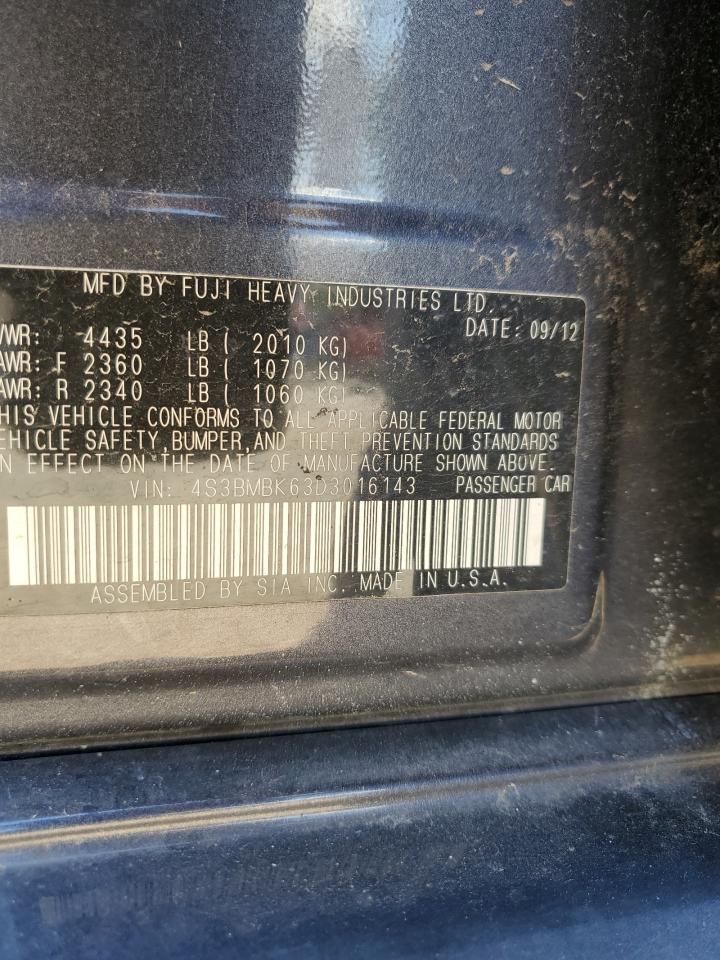 MFD BY FUJI HEAVY INDUSTRIES LTD.
DATE: 09/12
VWR: 4435 LB ( 2010 KG)
AWR: F 2360 LB ( 1070 KG)
AWR: R 2340 LB ( 1060 KG)
HIS VEHICLE CONFORMS TO ALL APPLICABLE FEDERAL MOTOR
EHICLE SAFETY,BUMPER,AND THEFT PREVENTION STANDARDS
N EFFECT ON THE DATE OF MANUFACTURE SHOWN ABOVE.
VIN: 4S3BMBK63D3016143 PASSENGER CAR
ASSEMBLED BY SIA INC. MADE IN U.S.A.